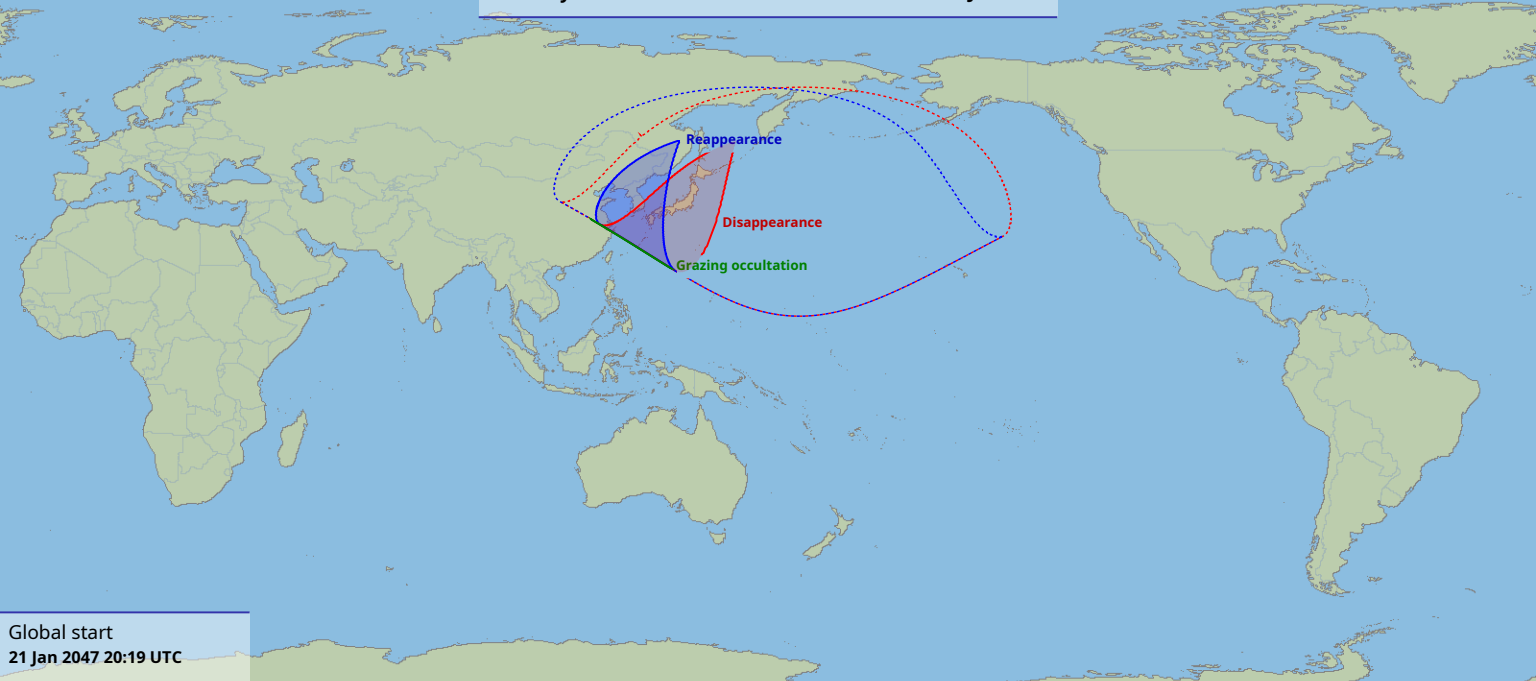 Reappearance
Disappearance
Grazing occultation
Global start
21 Jan 2047 20:19 UTC